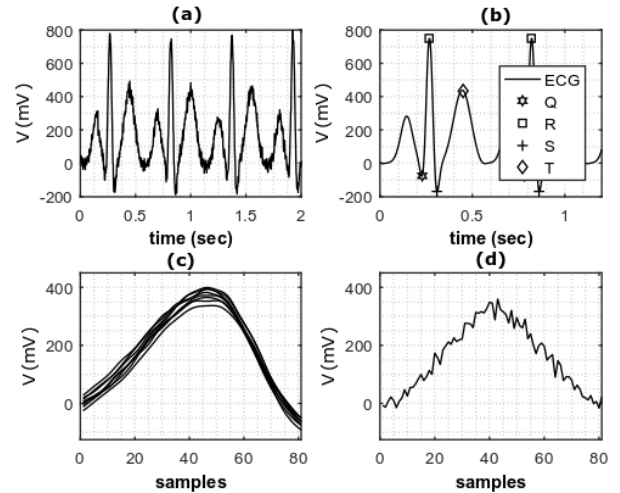 (a)
800
600
400
200
0
-200
V (mV)
0 0.5 1 1.5 2
time (sec)
(b)
800
600
400
200
0
-200
V (mV)
ECG
Q
R
S
T
0 0.5 1
time (sec)
(c)
400
200
0
V (mV)
0 20 40 60 80
samples
(d)
400
200
0
V (mV)
0 20 40 60 80
samples